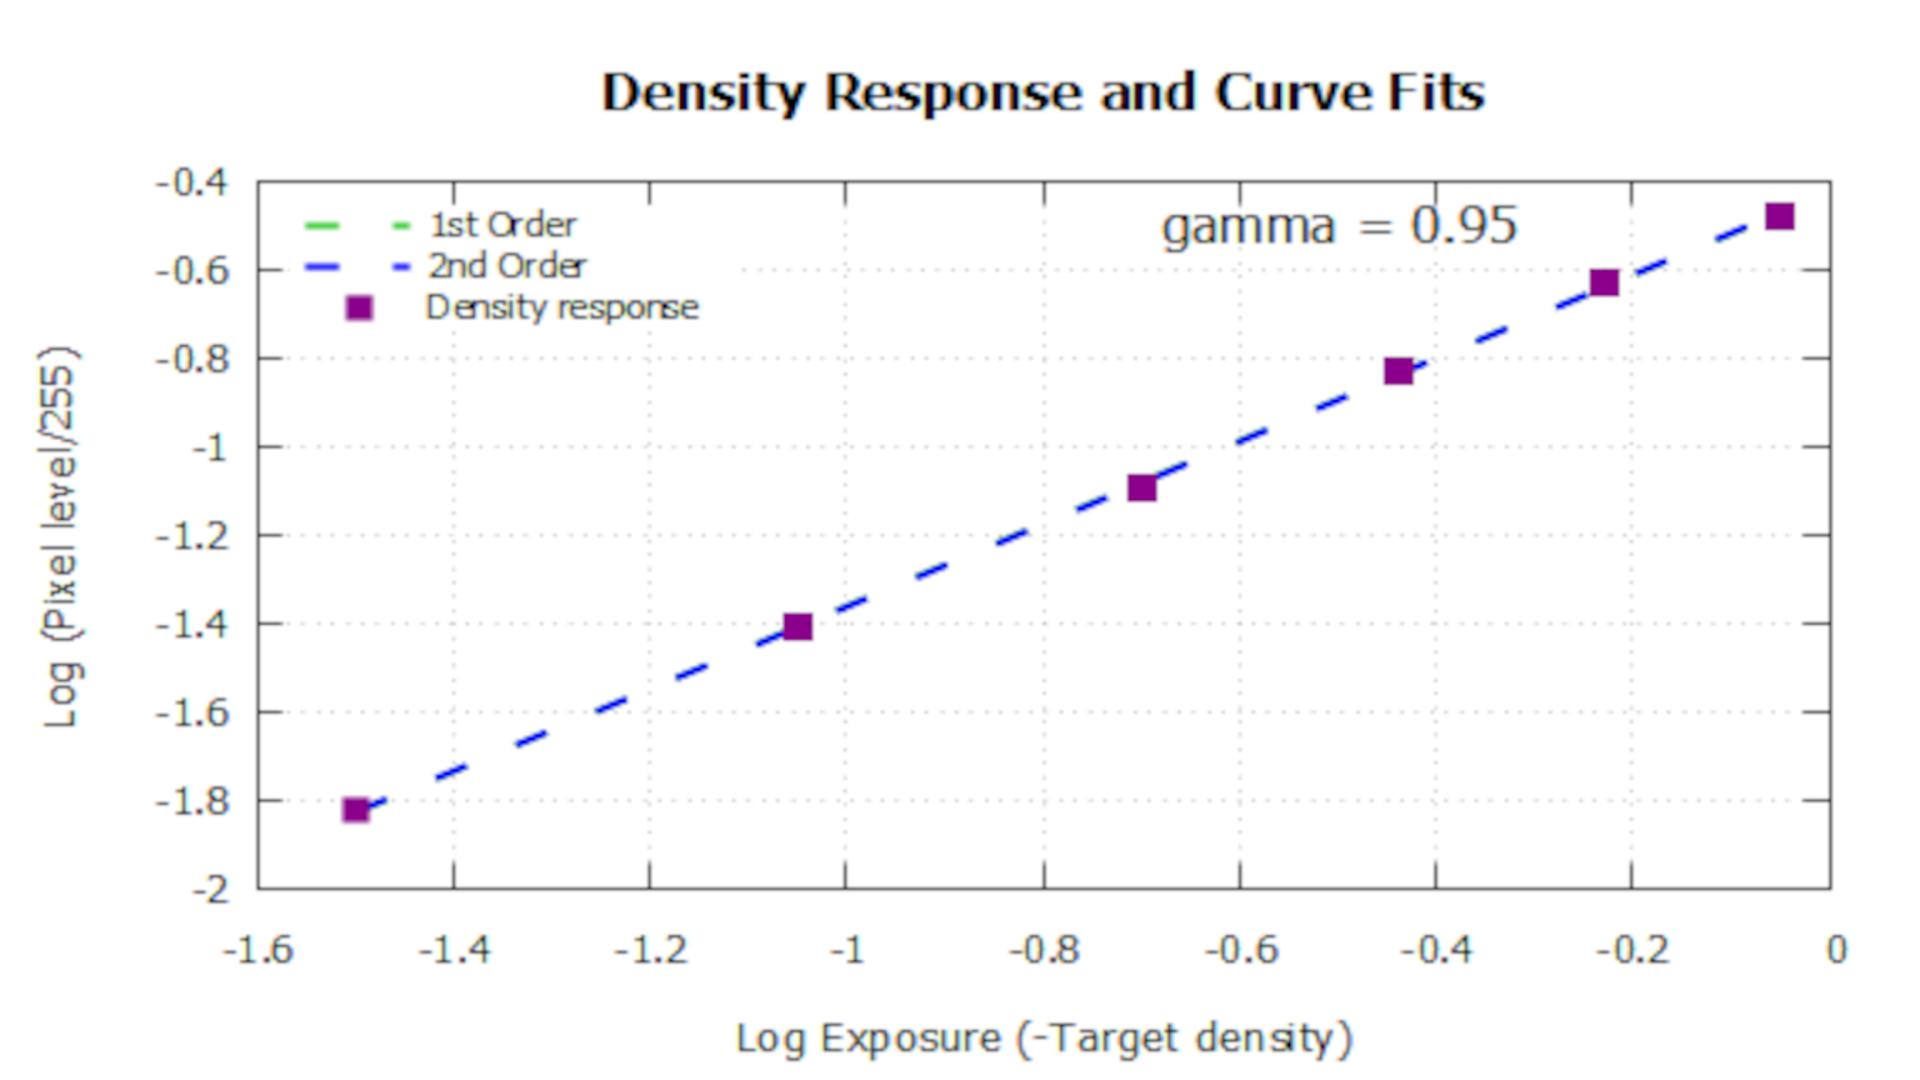 Density Response and Curve Fits
-0.4
1st Order
gamma = 0.95
2nd Order
-0.6
Density response
-0.8
-1
-1.2
-1.4
-1.6
-1.8
-2
Log (Pixel level/255)
-1.6 -1.4 -1.2 -1 -0.8 -0.6 -0.4 -0.2 0
Log Exposure (-Target density)